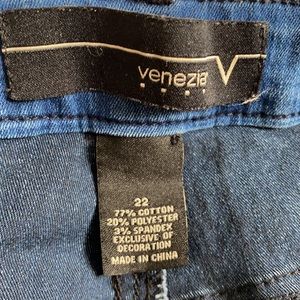 venezia
22
77% COTTON
20% POLYESTER
3% SPANDEX
EXCLUSIVE OF
DECORATION
MADE IN CHINA